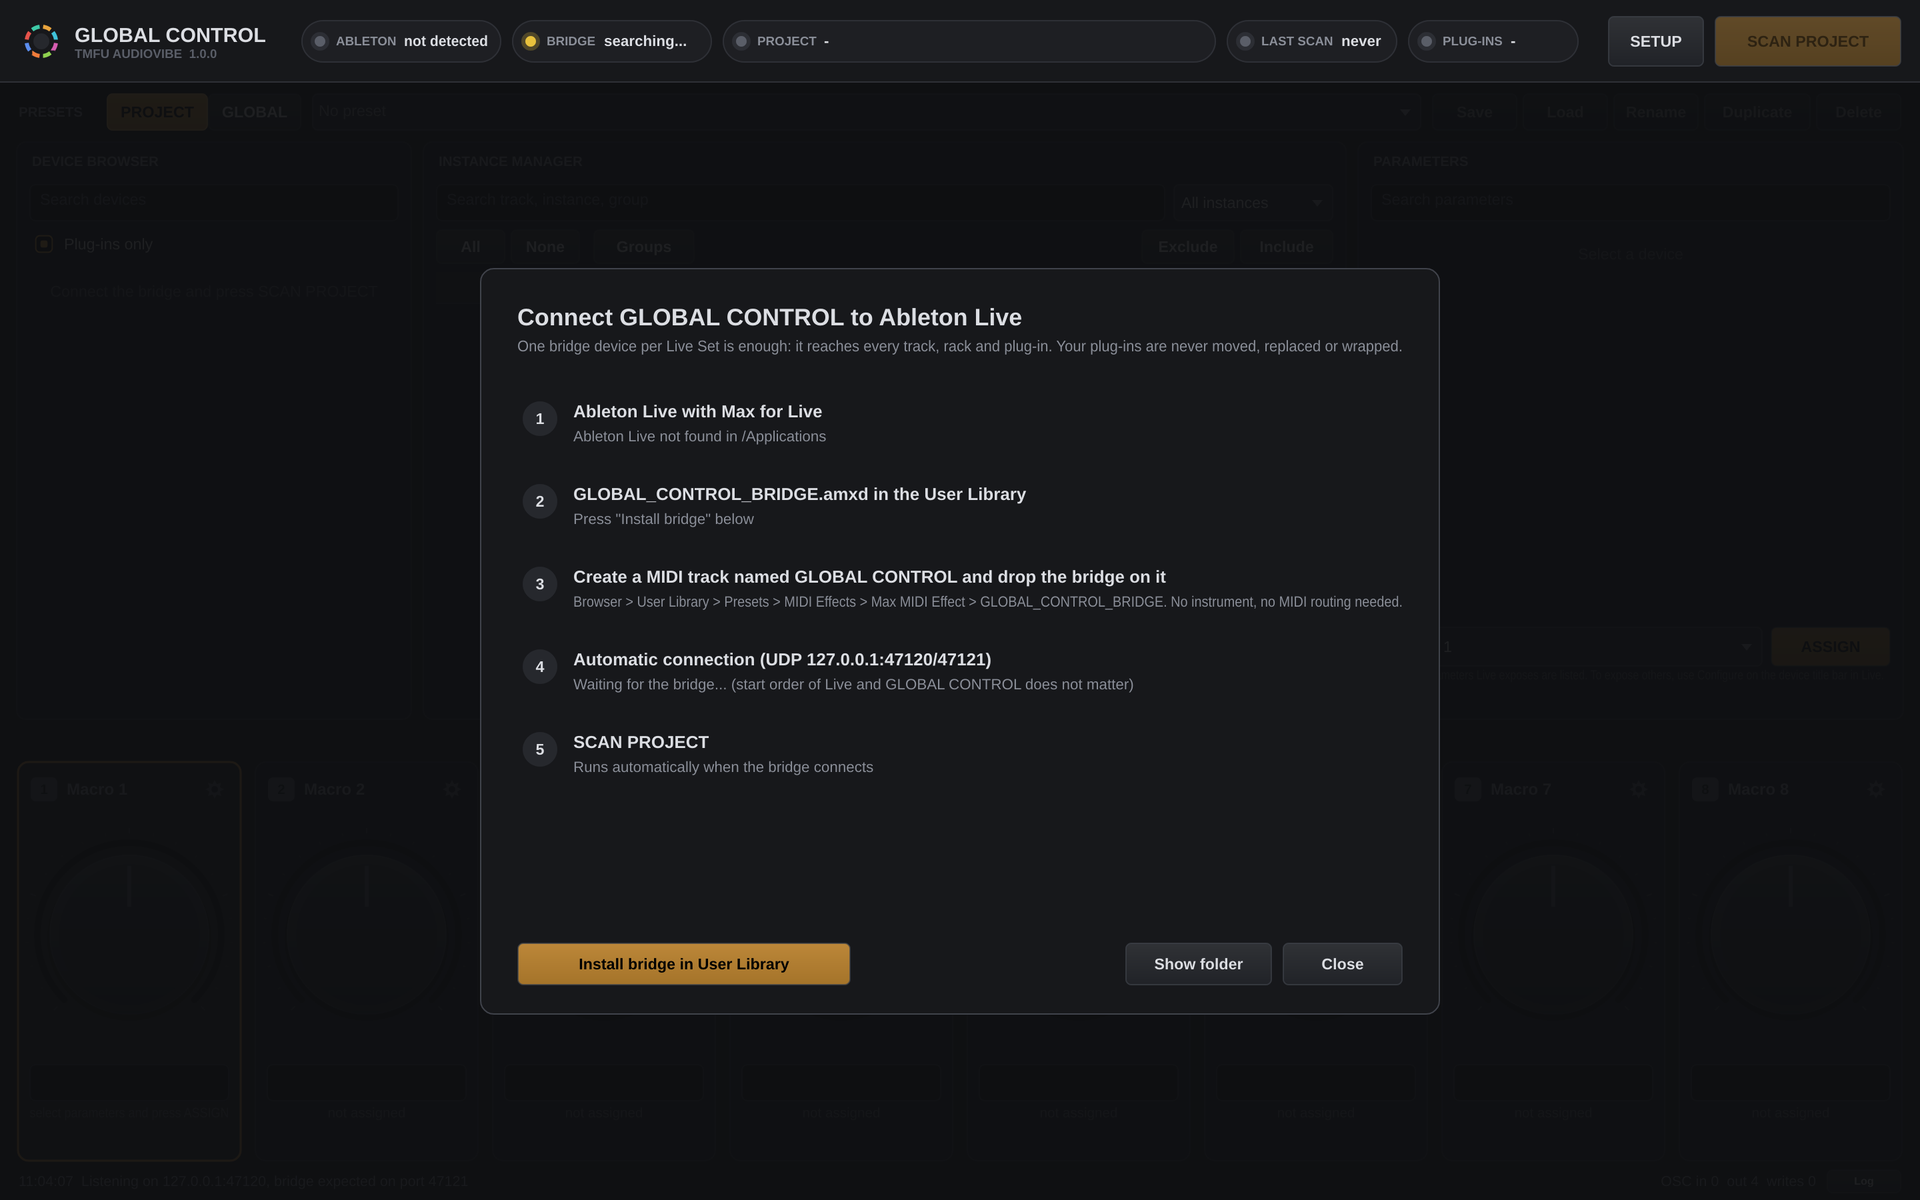 GLOBAL CONTROL
TMFU AUDIOVIBE 1.0.0
ABLETON not detected
BRIDGE searching...
PROJECT -
LAST SCAN never
PLUG-INS -
SETUP
SCAN PROJECT
PRESETS
PROJECT
GLOBAL
No preset
Save
Load
Rename
Duplicate
Delete
DEVICE BROWSER
INSTANCE MANAGER
PARAMETERS
Search devices
Search track, instance, group
All instances
Search parameters
Plug-ins only
All
None
Groups
Exclude
Include
Select a device
Connect the bridge and press SCAN PROJECT
Connect GLOBAL CONTROL to Ableton Live
One bridge device per Live Set is enough: it reaches every track, rack and plug-in. Your plug-ins are never moved, replaced or wrapped.
1
Ableton Live with Max for Live
Ableton Live not found in /Applications
2
GLOBAL_CONTROL_BRIDGE.amxd in the User Library
Press "Install bridge" below
3
Create a MIDI track named GLOBAL CONTROL and drop the bridge on it
Browser > User Library > Presets > MIDI Effects > Max MIDI Effect > GLOBAL_CONTROL_BRIDGE. No instrument, no MIDI routing needed.
4
Automatic connection (UDP 127.0.0.1:47120/47121)
Waiting for the bridge... (start order of Live and GLOBAL CONTROL does not matter)
5
SCAN PROJECT
Runs automatically when the bridge connects
Install bridge in User Library
Show folder
Close
1
ASSIGN
Macro 1
Macro 2
Macro 7
Macro 8
not assigned
not assigned
not assigned
not assigned
not assigned
not assigned
not assigned
11:04:07 Listening on 127.0.0.1:47120, bridge expected on port 47121
OSC in 0 out 4 writes 0
Log